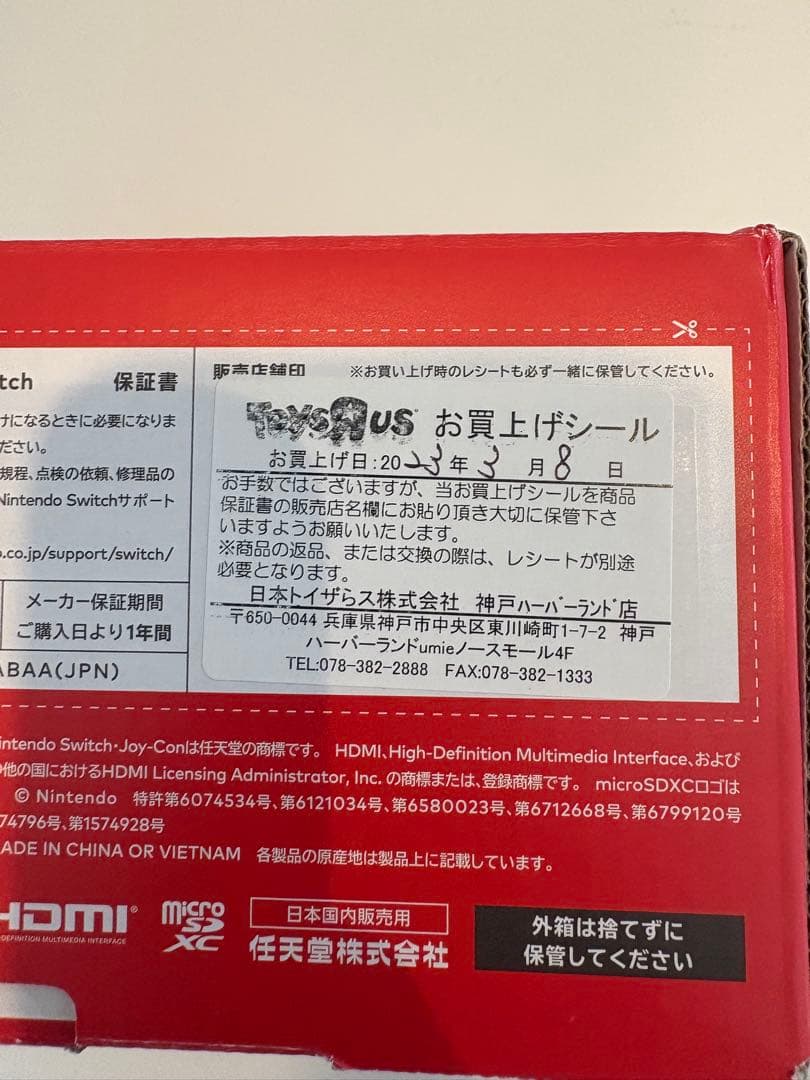 tch 保証書
けになるときに必要になりま
ださい。
規程、点検の依頼、修理品の
Nintendo Switchサポート
o.co.jp/support/switch/
メーカー保証期間
ご購入日より1年間
ABAA(JPN)
販売店舗印 ※お買い上げ時のレシートも必ず一緒に保管してください。
ToysЯus お買上げシール
お買上げ日:2023年3月8日
お手数ではございますが、当お買上げシールを商品
保証書の販売店名欄にお貼り頂き大切に保管下さ
いますようお願いいたします。
※商品の返品、または交換の際は、レシートが別途
必要となります。
日本トイザらス株式会社 神戸ハーバーランド店
〒650-0044 兵庫県神戸市中央区東川崎町1-7-2 神戸
ハーバーランドumieノースモール4F
TEL:078-382-2888 FAX:078-382-1333
intendo Switch・Joy-Conは任天堂の商標です。 HDMI、High-Definition Multimedia Interface、および
の他の国におけるHDMI Licensing Administrator, Inc. の商標または、登録商標です。 microSDXCロゴは
© Nintendo 特許第6074534号、第6121034号、第6580023号、第6712668号、第6799120号
74796号、第1574928号
ADE IN CHINA OR VIETNAM 各製品の原産地は製品上に記載しています。
HDMI®
DEFINITION MULTIMEDIA INTERFACE
micro
SD
XC
日本国内販売用
任天堂株式会社
外箱は捨てずに
保管してください